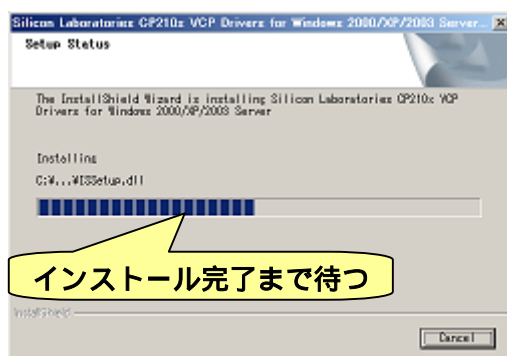 Silicon Laboratories CP210x VCP Drivers for Windows 2000/XP/2003 Server...
Setup Status
The InstallShield Wizard is installing Silicon Laboratories CP210x VCP
Drivers for Windows 2000/XP/2003 Server
Installing
C:¥...¥ISSetup.dll
インストール完了まで待つ
InstallShield
Cancel